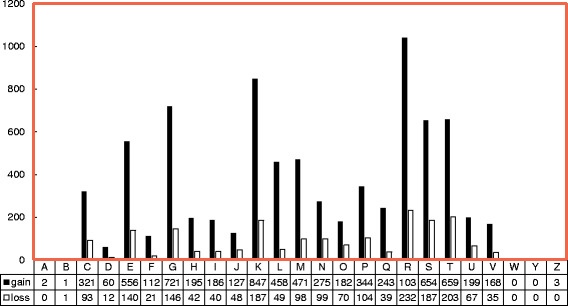 1200
1000
800
600
400
200
0
A B C D E F G H I J K L M N O P Q R S T U V W Y Z
gain 2 1 321 60 556 112 721 195 186 127 847 458 471 275 182 344 243 103 654 659 199 168 0 0 3
loss 0 1 93 12 140 21 146 42 40 48 187 49 98 99 70 104 39 232 187 203 67 35 0 0 0